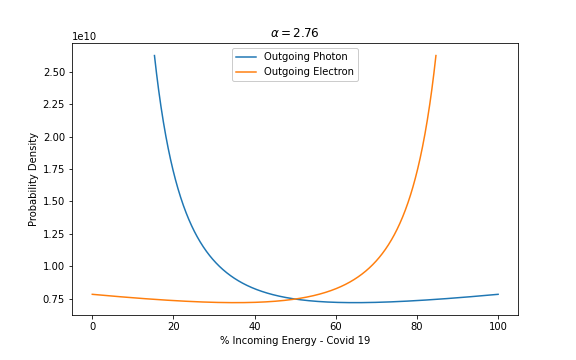 α = 2.76
1e10
Outgoing Photon
Outgoing Electron
2.50
2.25
2.00
1.75
1.50
1.25
1.00
0.75
Probability Density
0 20 40 60 80 100
% Incoming Energy - Covid 19